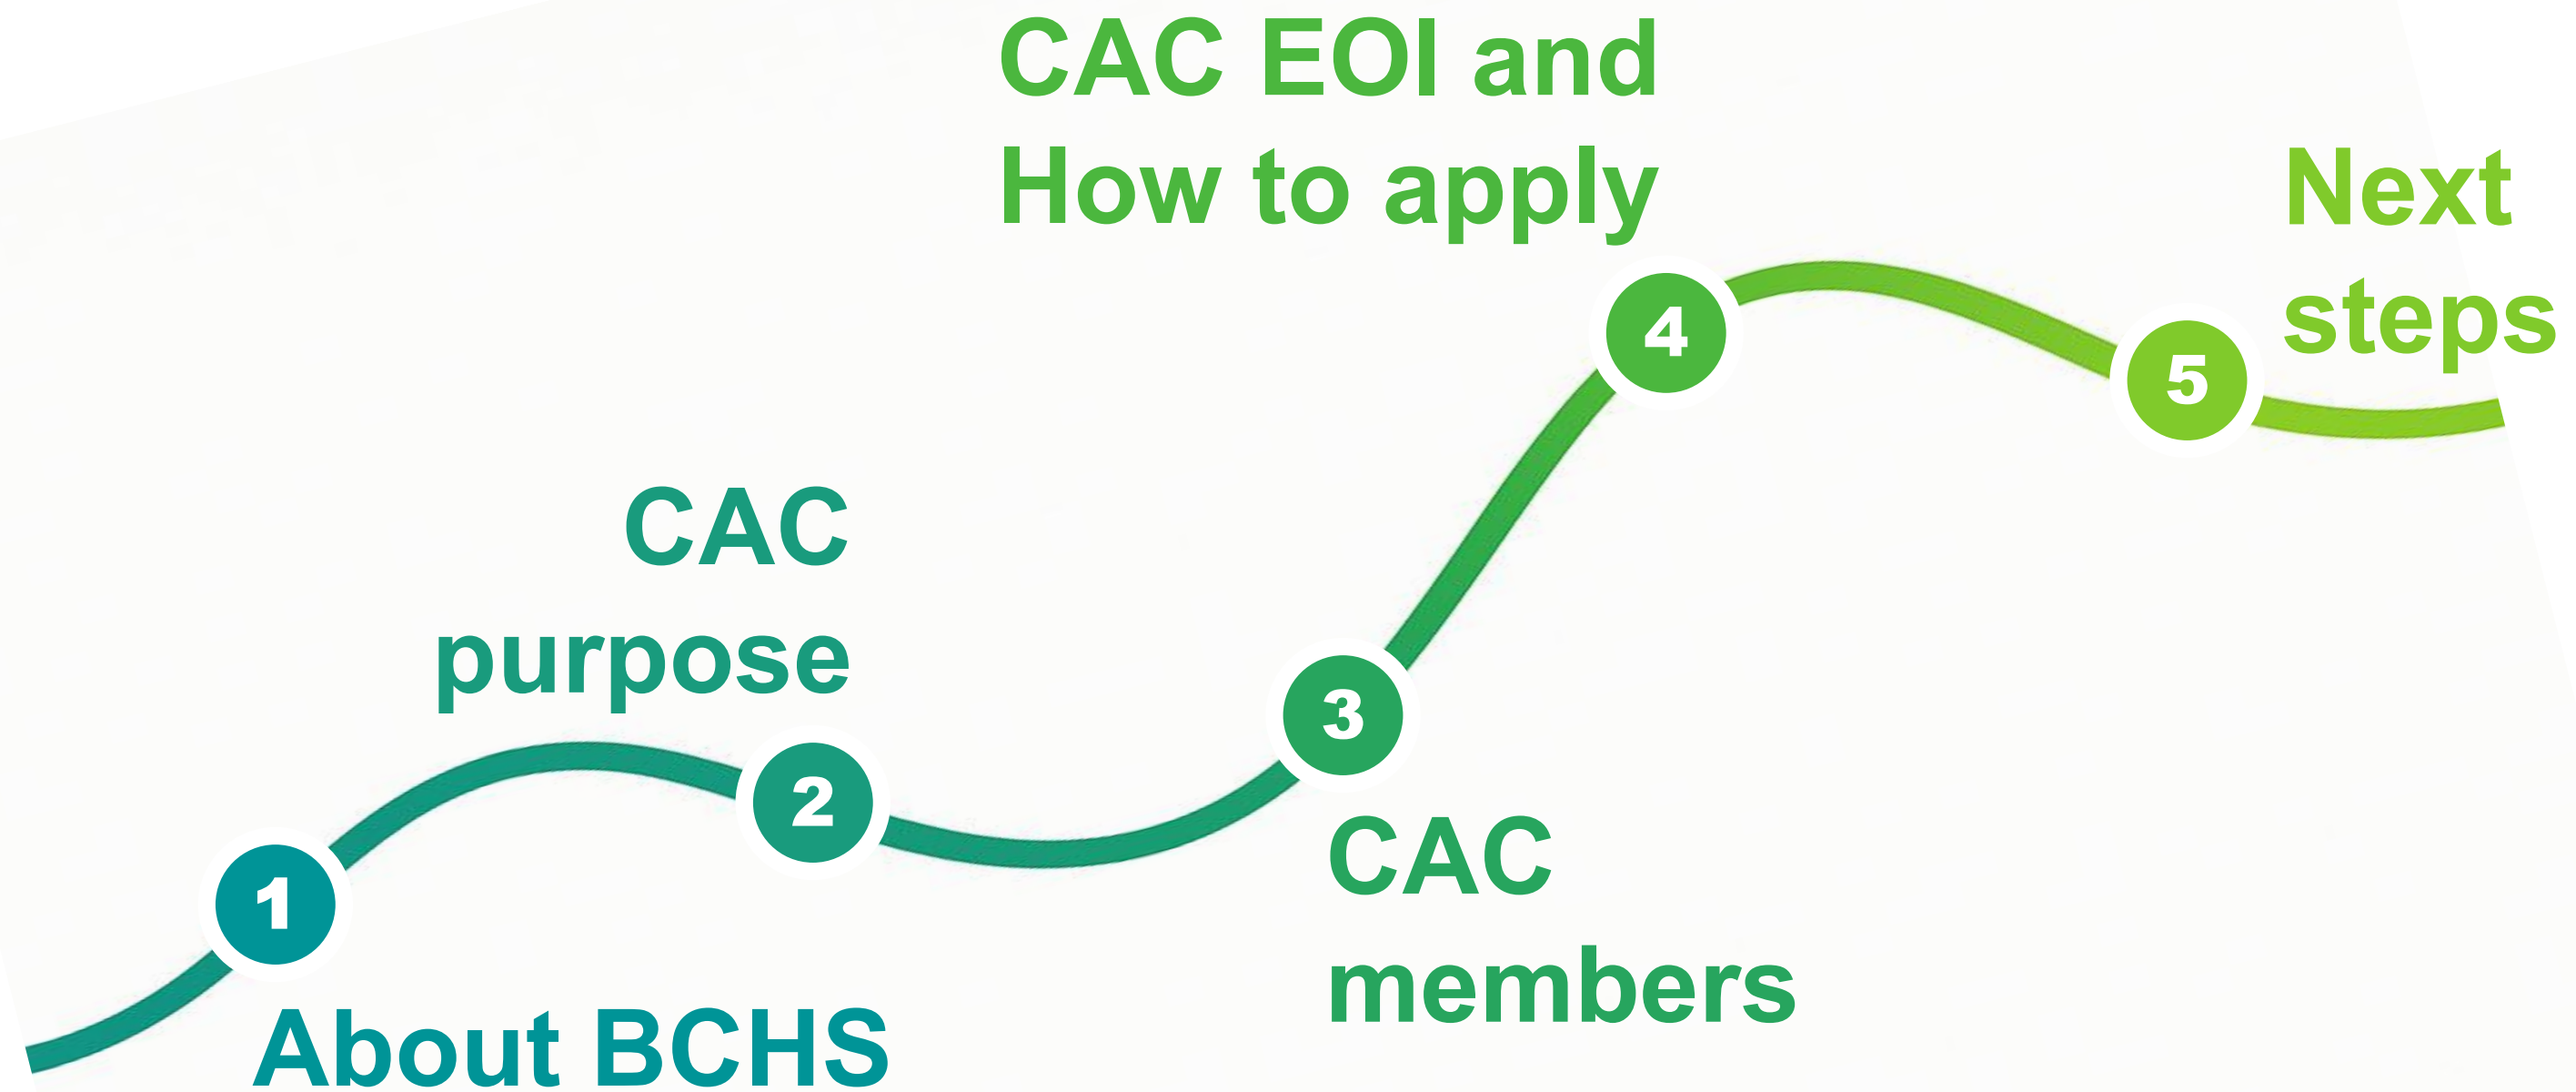 1
About BCHS
CAC
purpose
2
3
CAC
members
CAC EOI and
How to apply
4
Next
steps
5